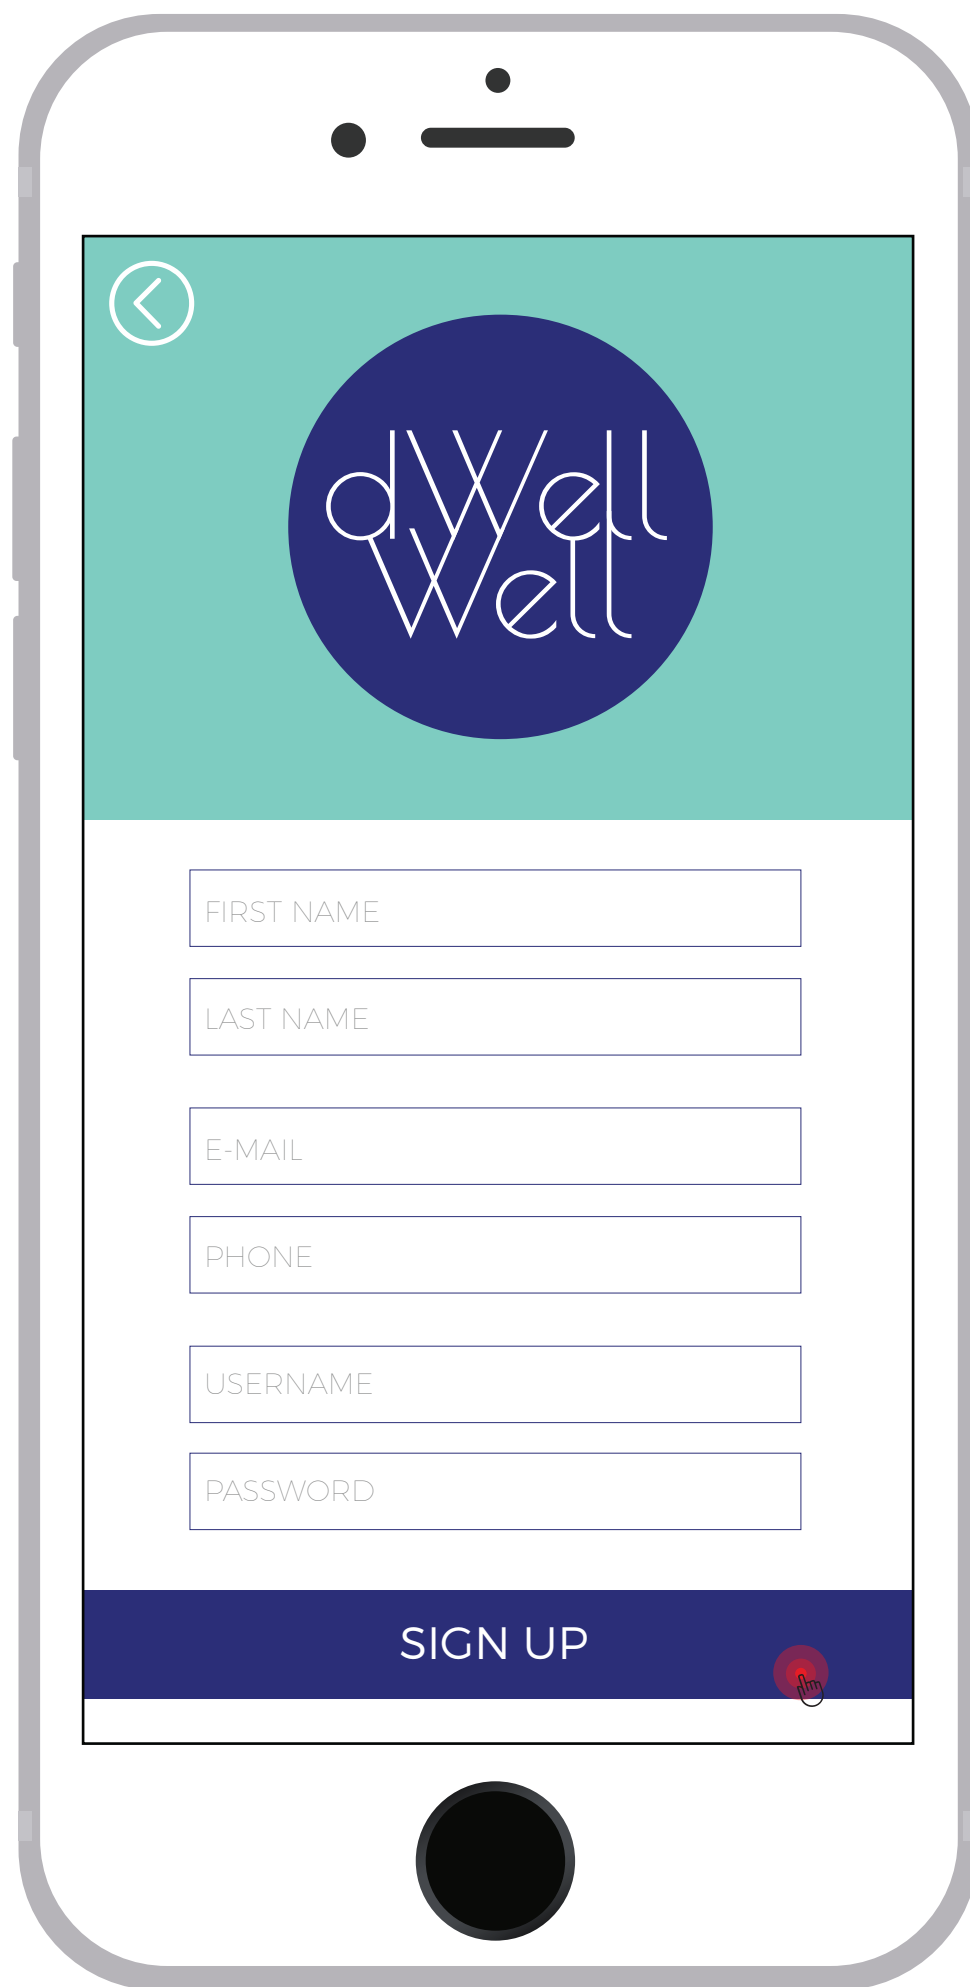 dWell
Well
FIRST NAME
LAST NAME
E-MAIL
PHONE
USERNAME
PASSWORD
SIGN UP